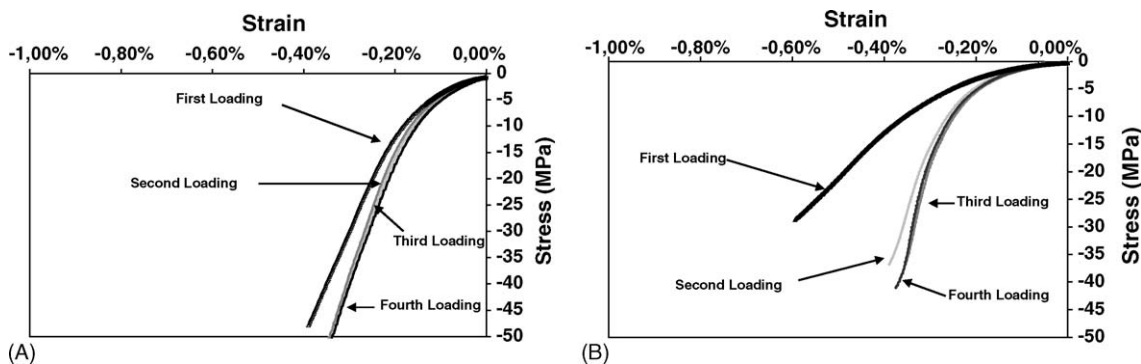 Strain
-1,00% -0,80% -0,60% -0,40% -0,20% 0,00%
0
-5
-10
-15
-20
-25
-30
-35
-40
-45
-50
Stress (MPa)
First Loading
Second Loading
Third Loading
Fourth Loading
(A)
Strain
-1,00% -0,80% -0,60% -0,40% -0,20% 0,00%
0
-5
-10
-15
-20
-25
-30
-35
-40
-45
-50
Stress (MPa)
First Loading
Third Loading
Second Loading
Fourth Loading
(B)